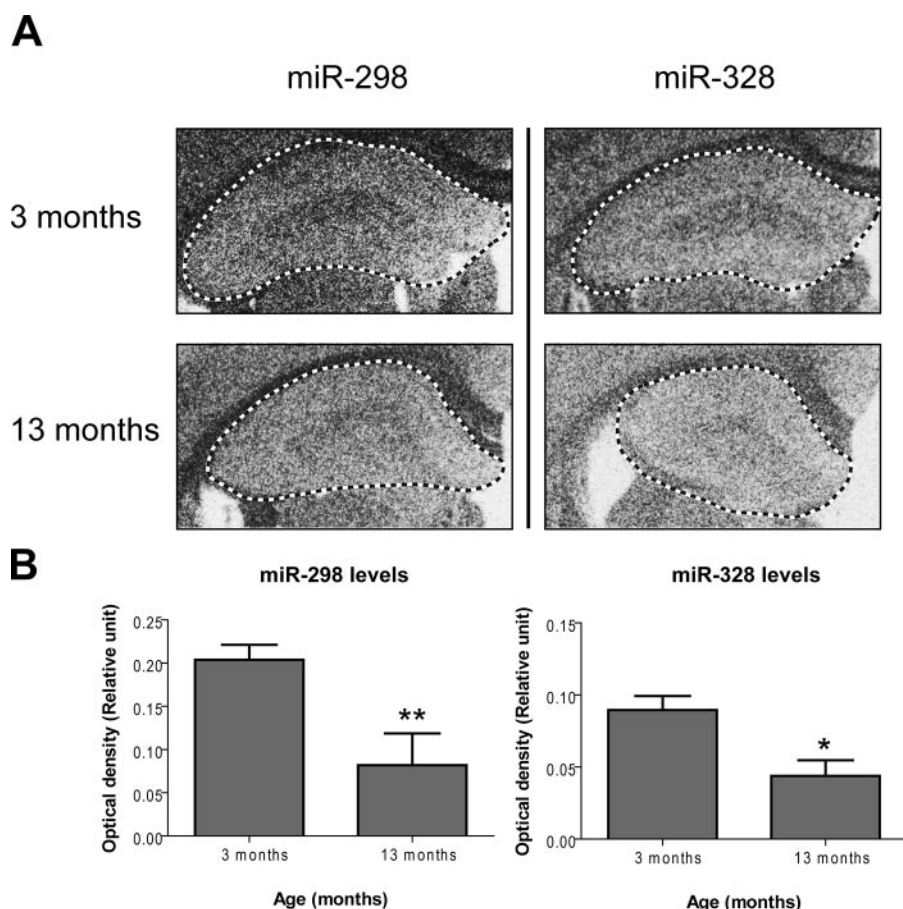 A
miR-298
miR-328
3 months
13 months
B
miR-298 levels
Optical density (Relative unit)
0.25
0.20
0.15
0.10
0.05
0.00
**
3 months
13 months
Age (months)
miR-328 levels
Optical density (Relative unit)
0.15
0.10
0.05
0.00
*
3 months
13 months
Age (months)